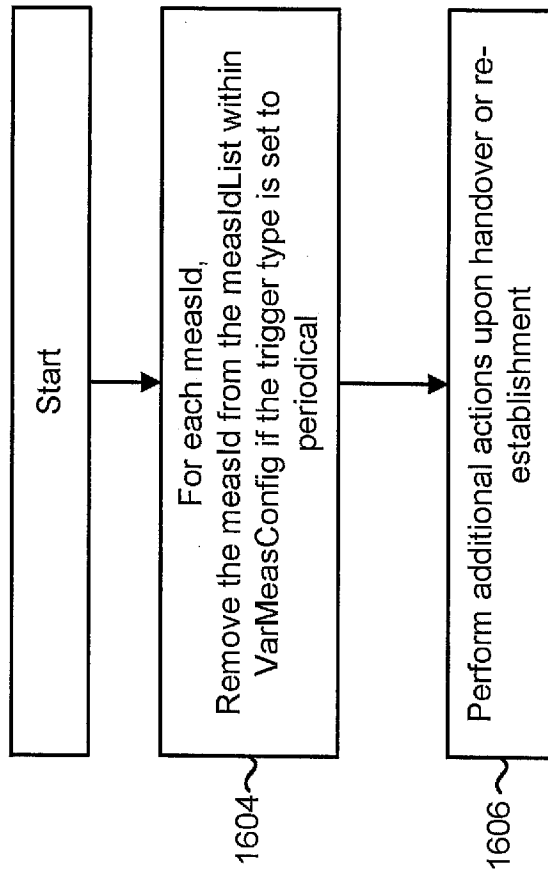 Start
For each measId,
Remove the measId from the measIdList within
VarMeasConfig if the trigger type is set to
periodical
1604
Perform additional actions upon handover or re-
establishment
1606